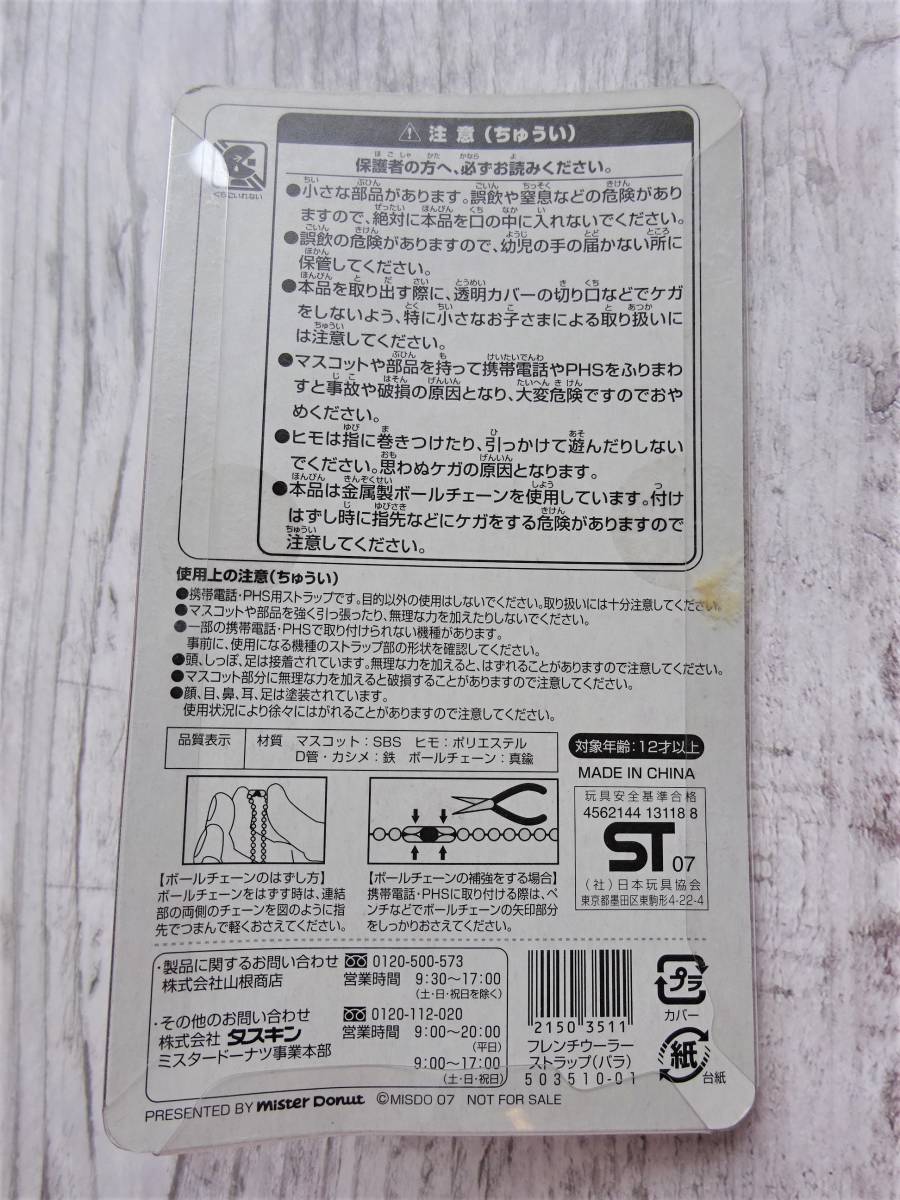 くちにいれない
⚠ 注意(ちゅうい)
保護者の方へ、必ずお読みください。
●小さな部品があります。誤飲や窒息などの危険があり
ますので、絶対に本品を口の中に入れないでください。
●誤飲の危険がありますので、幼児の手の届かない所に
保管してください。
●本品を取り出す際に、透明カバーの切り口などでケガ
をしないよう、特に小さなお子さまによる取り扱いに
は注意してください。
●マスコットや部品を持って携帯電話やPHSをふりまわ
すと事故や破損の原因となり、大変危険ですのでおや
めください。
●ヒモは指に巻きつけたり、引っかけて遊んだりしない
でください。思わぬケガの原因となります。
●本品は金属製ボールチェーンを使用しています。付け
はずし時に指先などにケガをする危険がありますので
注意してください。
使用上の注意(ちゅうい)
●携帯電話・PHS用ストラップです。目的以外の使用はしないでください。取り扱いには十分注意してください。
●マスコットや部品を強く引っ張ったり、無理な力を加えたりしないでください。
●一部の携帯電話・PHSで取り付けられない機種があります。
事前に、使用になる機種のストラップ部の形状を確認してください。
●頭、しっぽ、足は接着されています。無理な力を加えると、はずれることがありますので注意してください。
●マスコット部分に無理な力を加えると破損することがありますので注意してください。
●顔、目、鼻、耳、足は塗装されています。
使用状況により徐々にはがれることがありますので注意してください。
品質表示 材質 マスコット:SBS ヒモ:ポリエステル
D管・カシメ:鉄 ボールチェーン:真鍮
対象年齢:12才以上
MADE IN CHINA
玩具安全基準合格
4562144 13118 8
ST 07
(社)日本玩具協会
東京都墨田区東駒形4-22-4
【ボールチェーンのはずし方】
ボールチェーンをはずす時は、連結
部の両側のチェーンを図のように指
先でつまんで軽くおさえてください。
【ボールチェーンの補強をする場合】
携帯電話・PHSに取り付ける際は、ペ
ンチなどでボールチェーンの矢印部分
をしっかりおさえてください。
・製品に関するお問い合わせ 0120-500-573
株式会社山根商店 営業時間 9:30〜17:00
(土・日・祝日を除く)
・その他のお問い合わせ 0120-112-020
株式会社 ダスキン 営業時間 9:00〜20:00
ミスタードーナツ事業本部 (平日)
9:00〜17:00
(土・日・祝日)
2150 3511
フレンチウーラー
ストラップ(バラ)
503510-01
プラ
カバー
紙
台紙
PRESENTED BY mister Donut ©MISDO 07 NOT FOR SALE